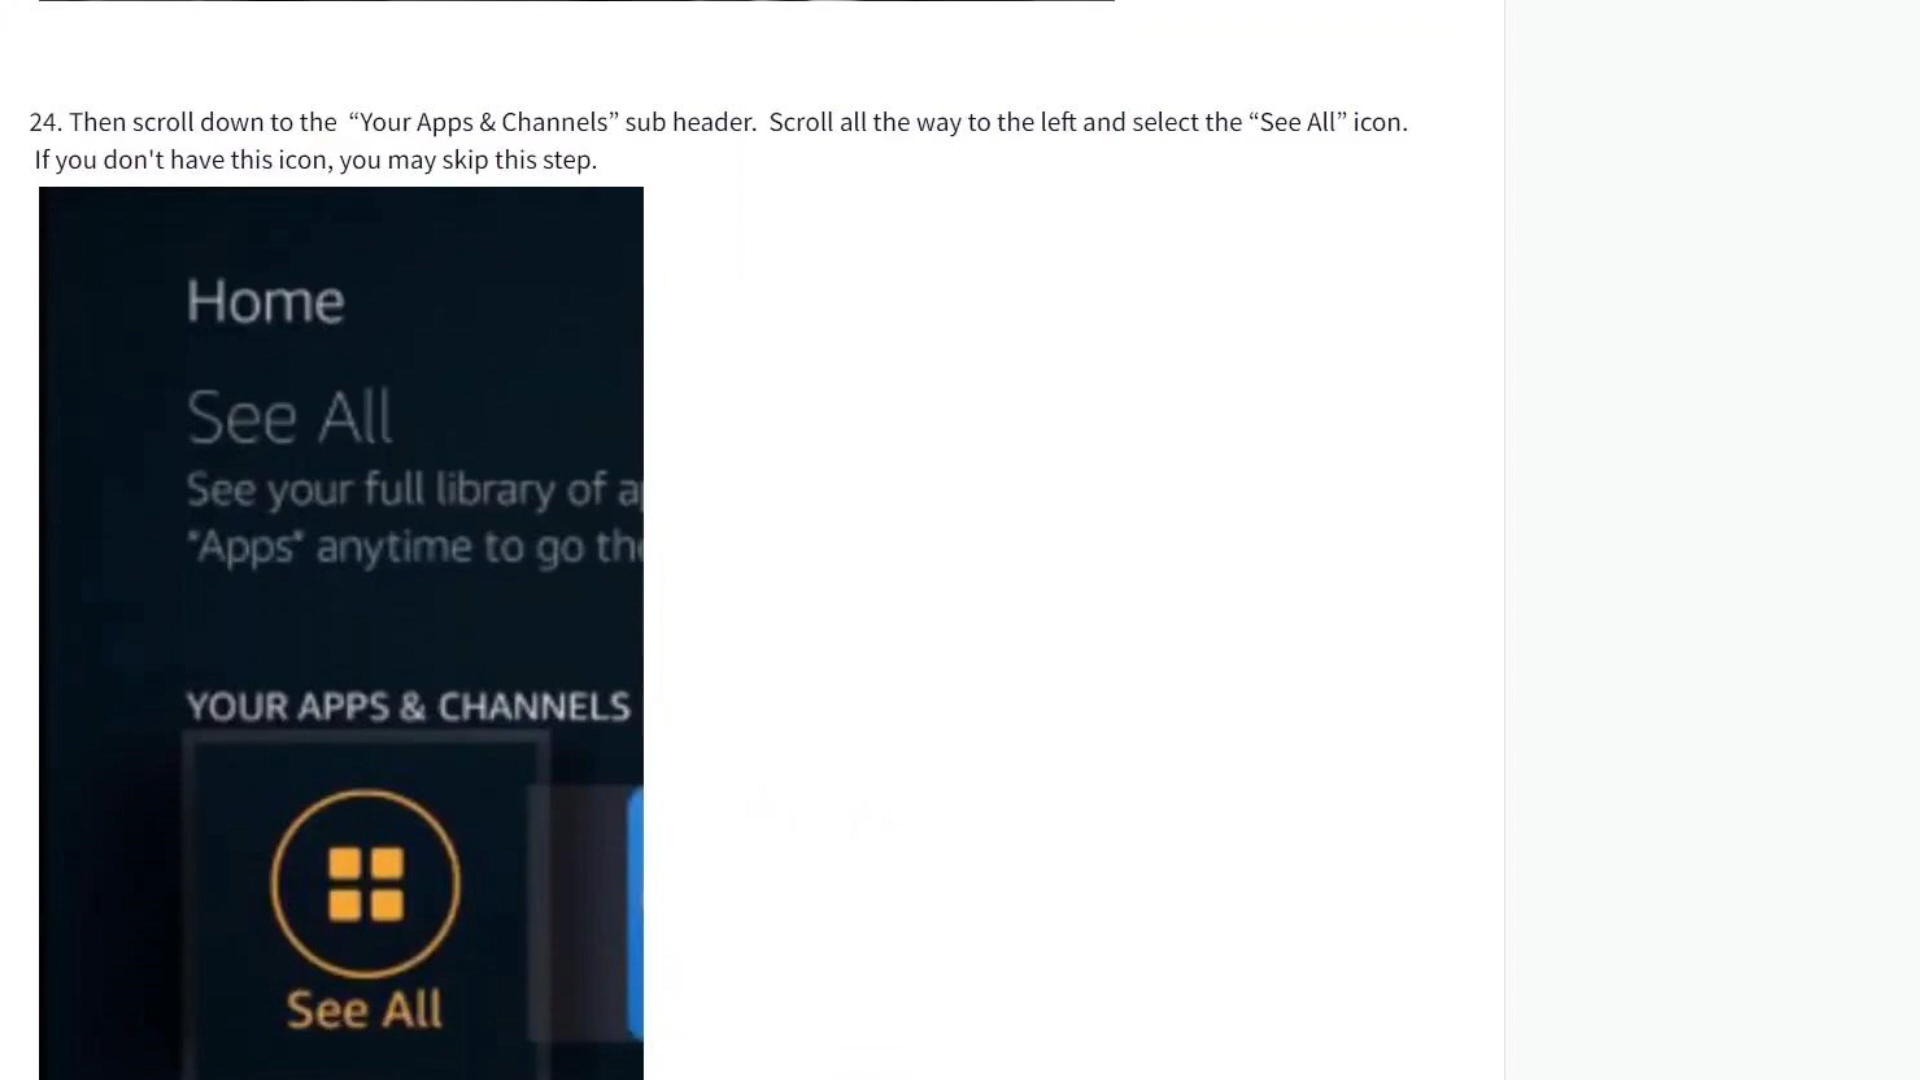 24. Then scroll down to the “Your Apps & Channels” sub header. Scroll all the way to the left and select the “See All” icon.
If you don't have this icon, you may skip this step.
Home
See All
See your full library of
"Apps" anytime to go
YOUR APPS & CHANNELS
See All